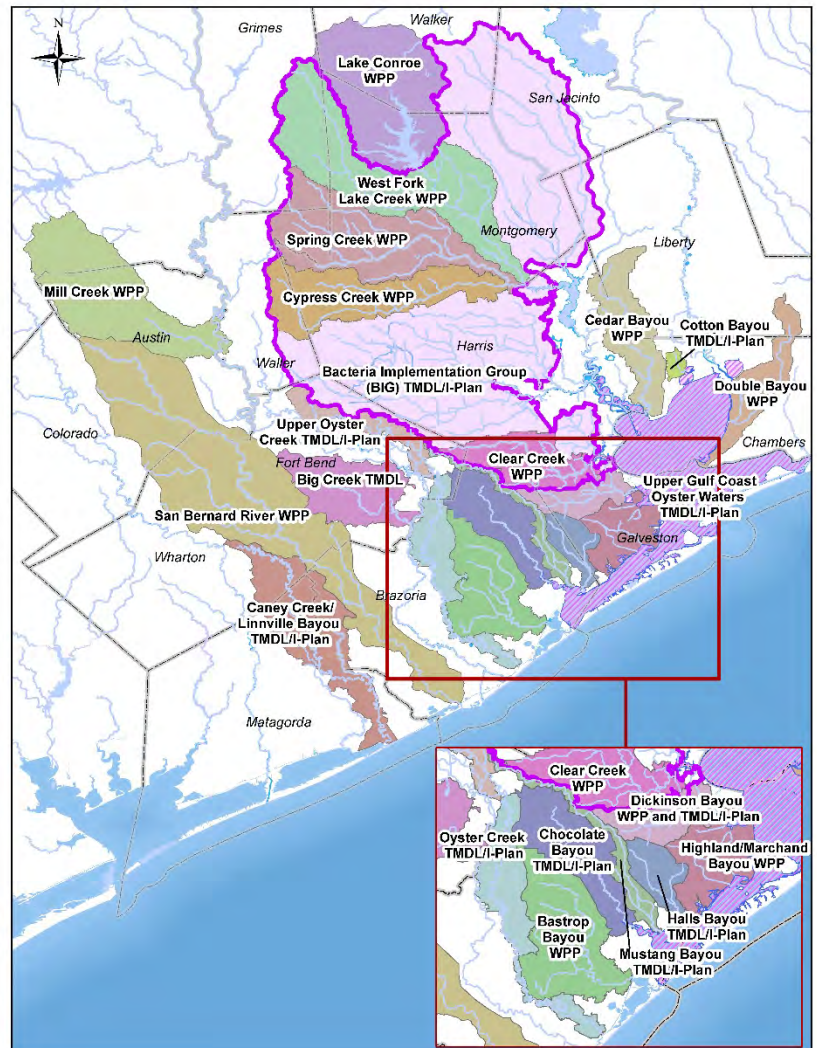 N
Grimes
Walker
Lake Conroe
WPP
San Jacinto
West Fork
Lake Creek WPP
Montgomery
Spring Creek WPP
Liberty
Mill Creek WPP
Cypress Creek WPP
Cedar Bayou
WPP
Cotton Bayou
TMDL/I-Plan
Austin
Harris
Waller
Bacteria Implementation Group
(BIG) TMDL/I-Plan
Double Bayou
WPP
Upper Oyster
Creek TMDL/I-Plan
Colorado
Chambers
Clear Creek
WPP
Fort Bend
Big Creek TMDL
Upper Gulf Coast
Oyster Waters
TMDL/I-Plan
San Bernard River WPP
Galveston
Wharton
Brazoria
Caney Creek/
Linnville Bayou
TMDL/I-Plan
Matagorda
Clear Creek
WPP
Dickinson Bayou
WPP and TMDL/I-Plan
Oyster Creek
TMDL/I-Plan
Chocolate
Bayou
TMDL/I-Plan
Highland/Marchand
Bayou WPP
Bastrop
Bayou
WPP
Halls Bayou
TMDL/I-Plan
Mustang Bayou
TMDL/I-Plan